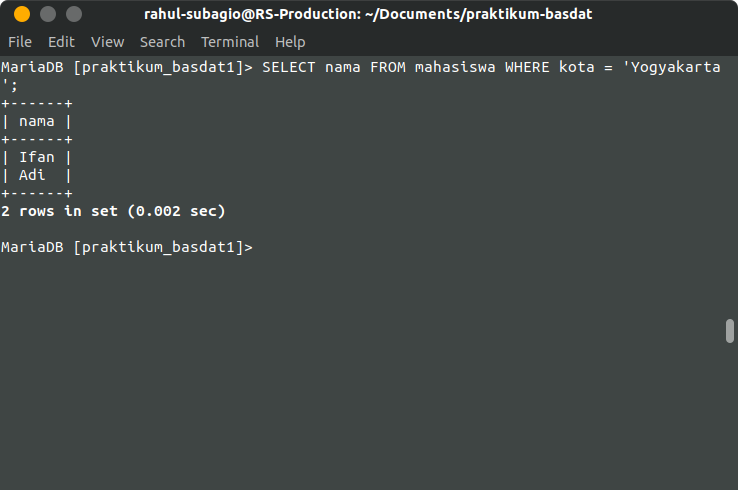 rahul-subagio@RS-Production: ~/Documents/praktikum-basdat
File Edit View Search Terminal Help
MariaDB [praktikum_basdat1]> SELECT nama FROM mahasiswa WHERE kota = 'Yogyakarta
';
+------+
| nama |
+------+
| Ifan |
| Adi  |
+------+
2 rows in set (0.002 sec)
MariaDB [praktikum_basdat1]>